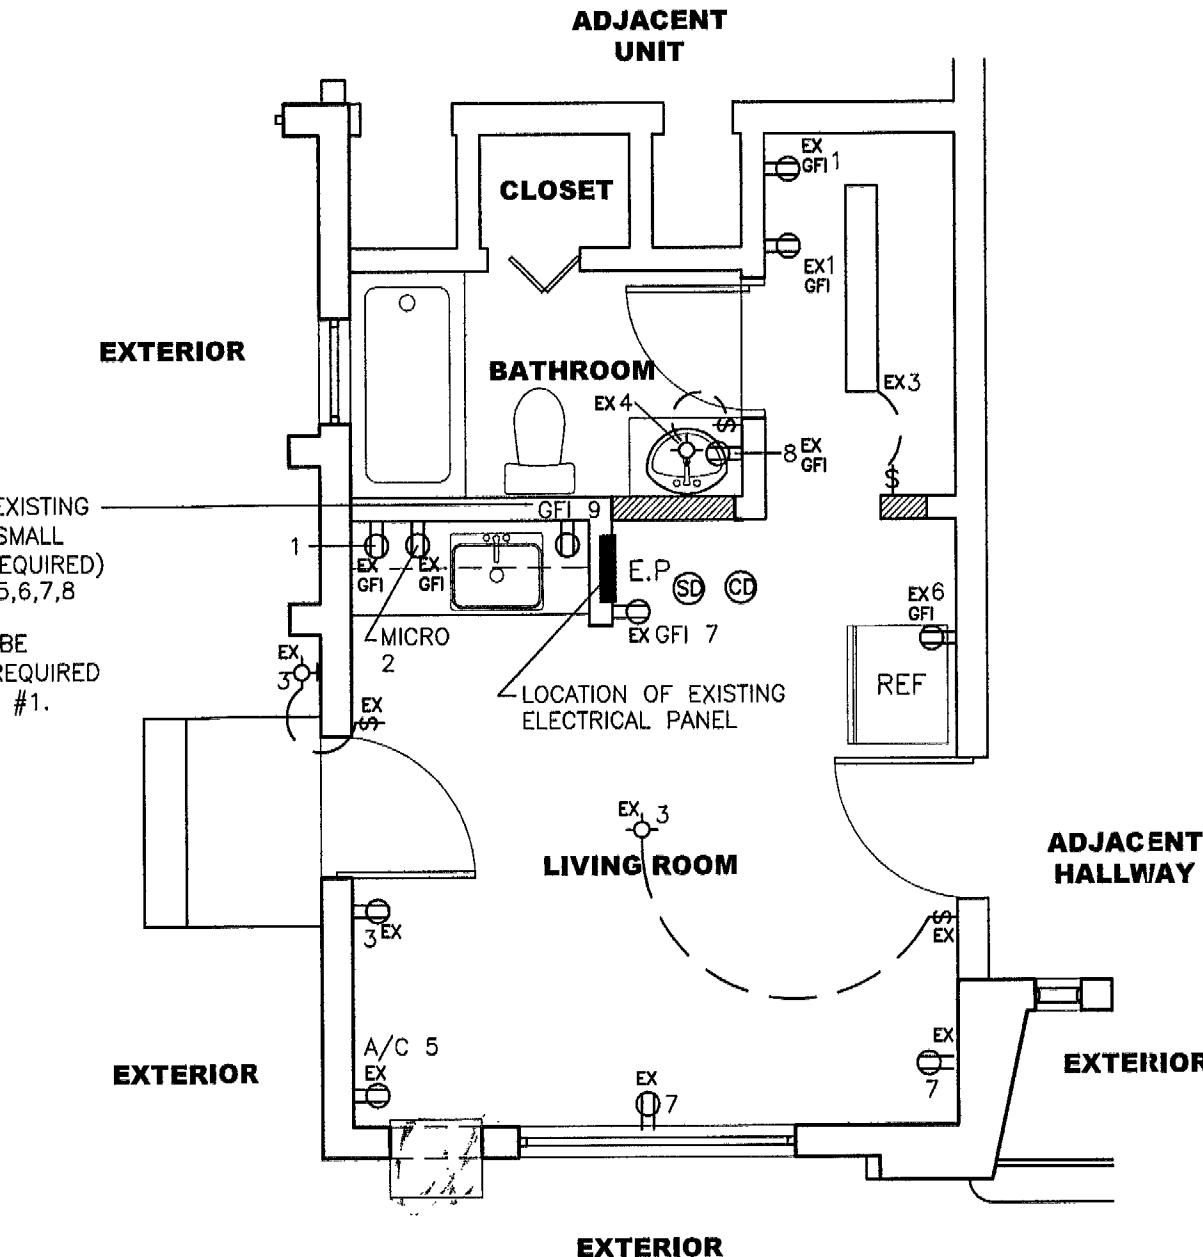 ADJACENT
UNIT
EX
GFI 1
CLOSET
EX 1
GFI
EXTERIOR
BATHROOM
EX 3
EX 4
S
8 EX
GFI
S
EXISTING
SMALL
EQUIRED)
5,6,7,8
BE
REQUIRED
#1.
GFI 9
1
EX
GFI
EX
GFI
E.P
SD
CD
EX 6
GFI
EX GFI 7
MICRO
2
REF
LOCATION OF EXISTING
ELECTRICAL PANEL
EX
3
EX
S
EX 3
LIVING ROOM
ADJACENT
HALLWAY
3 EX
S
EX
A/C 5
EX
EX
7
EX
7
EXTERIOR
EXTERIOR
EXTERIOR